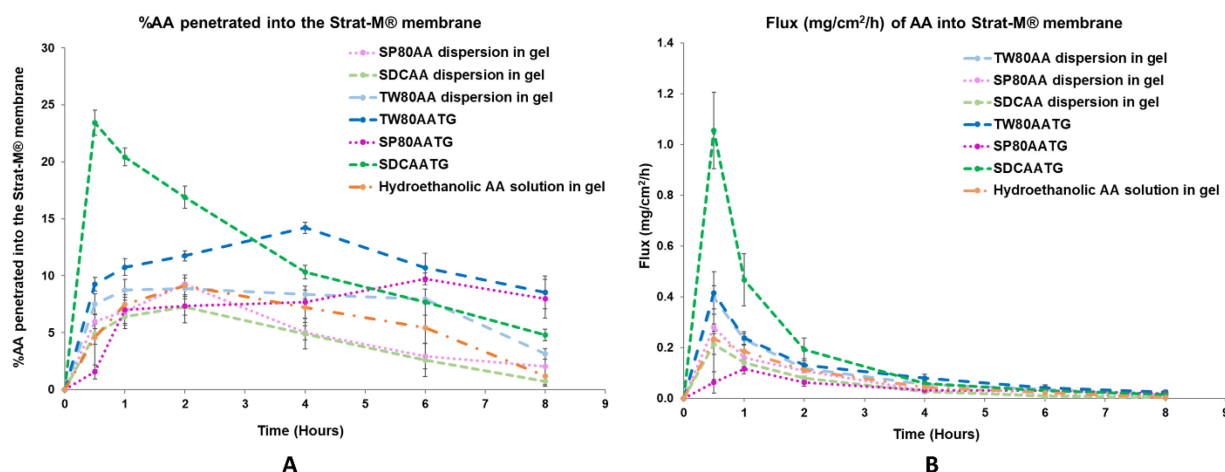 %AA penetrated into the Strat-M® membrane
%AA penetrated into the Strat-M® membrane
30
25
20
15
10
5
0
SP80AA dispersion in gel
SDCAA dispersion in gel
TW80AA dispersion in gel
TW80AATG
SP80AATG
SDCAATG
Hydroethanolic AA solution in gel
0 1 2 3 4 5 6 7 8 9
Time (Hours)
A
Flux (mg/cm²/h) of AA into Strat-M® membrane
Flux (mg/cm²/h)
1.4
1.2
1.0
0.8
0.6
0.4
0.2
0.0
TW80AA dispersion in gel
SP80AA dispersion in gel
SDCAA dispersion in gel
TW80AATG
SP80AATG
SDCAATG
Hydroethanolic AA solution in gel
0 1 2 3 4 5 6 7 8 9
Time (Hours)
B